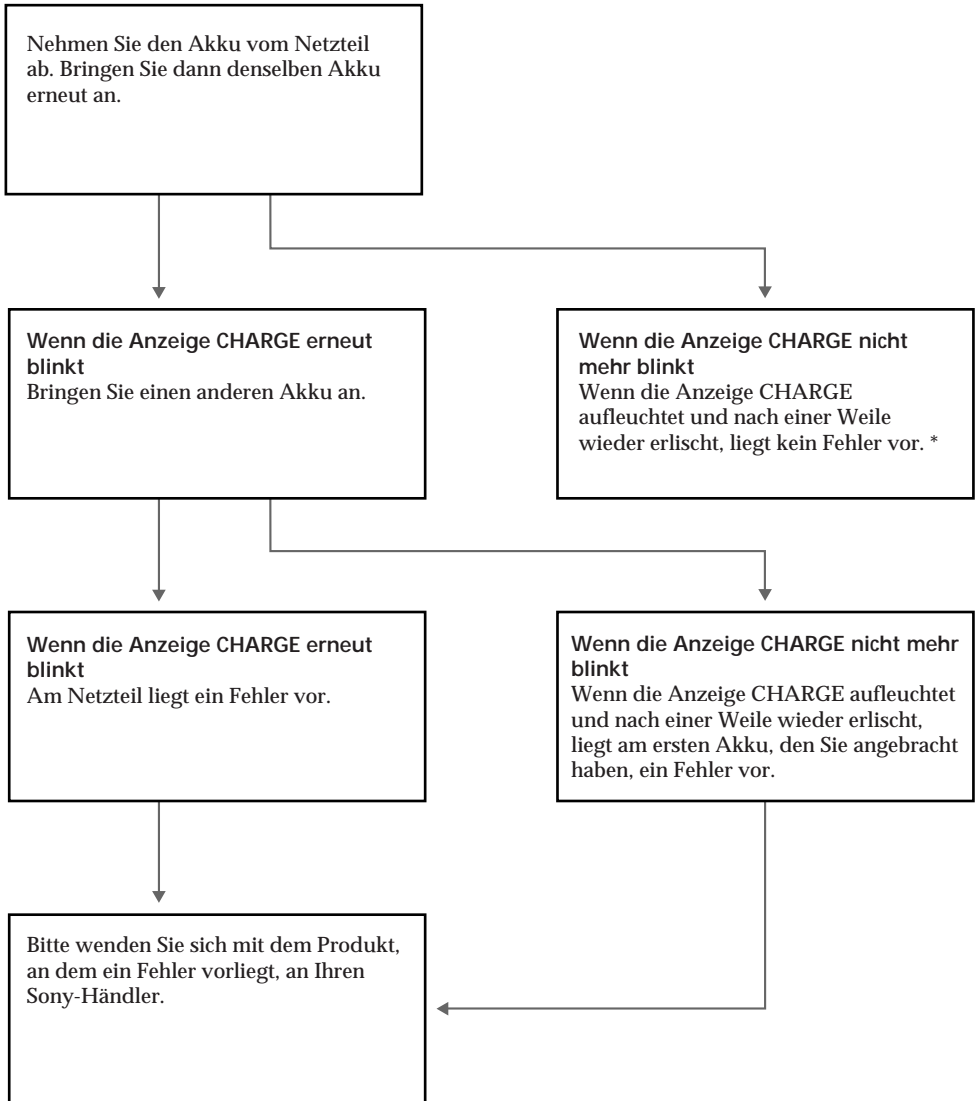 Nehmen Sie den Akku vom Netzteil
ab. Bringen Sie dann denselben Akku
erneut an.
Wenn die Anzeige CHARGE erneut
blinkt
Bringen Sie einen anderen Akku an.
Wenn die Anzeige CHARGE nicht
mehr blinkt
Wenn die Anzeige CHARGE
aufleuchtet und nach einer Weile
wieder erlischt, liegt kein Fehler vor. *
Wenn die Anzeige CHARGE erneut
blinkt
Am Netzteil liegt ein Fehler vor.
Wenn die Anzeige CHARGE nicht mehr
blinkt
Wenn die Anzeige CHARGE aufleuchtet
und nach einer Weile wieder erlischt,
liegt am ersten Akku, den Sie angebracht
haben, ein Fehler vor.
Bitte wenden Sie sich mit dem Produkt,
an dem ein Fehler vorliegt, an Ihren
Sony-Händler.